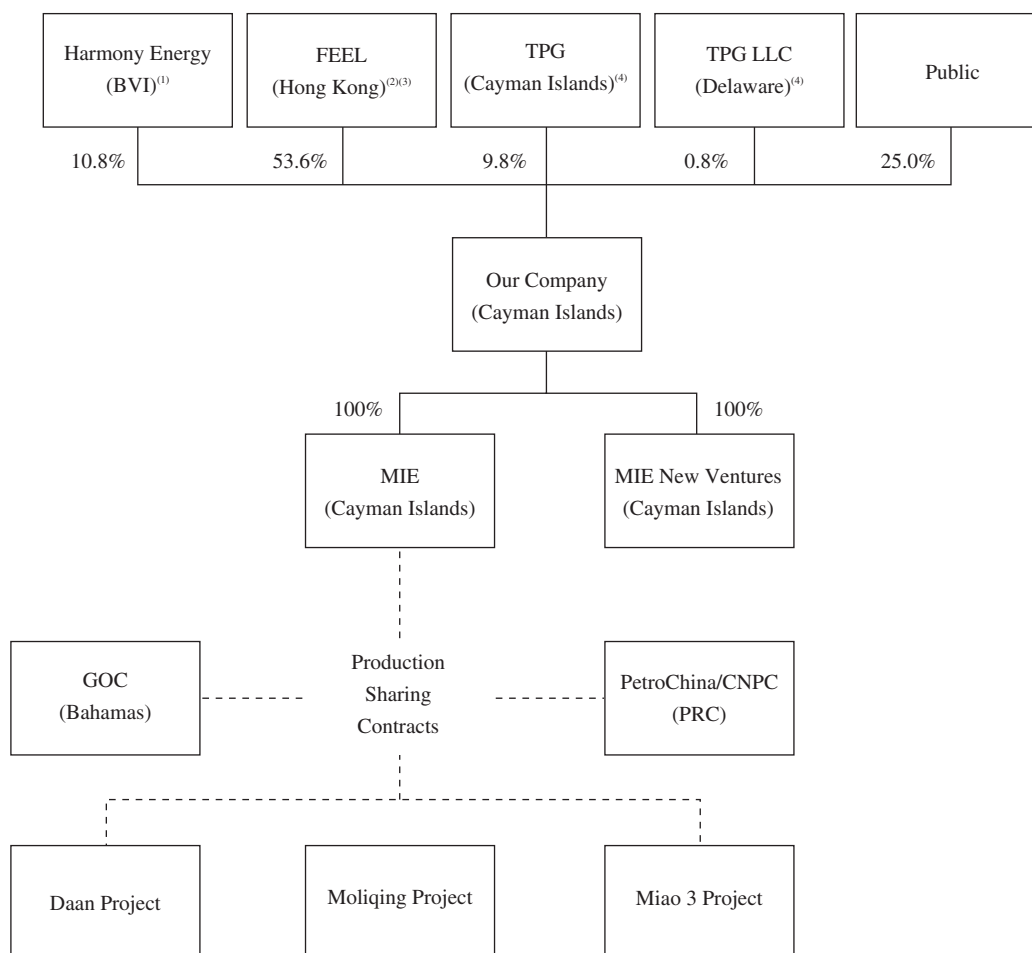 Harmony Energy
(BVI)(1)
FEEL
(Hong Kong)(2)(3)
TPG
(Cayman Islands)(4)
TPG LLC
(Delaware)(4)
Public
10.8%
53.6%
9.8%
0.8%
25.0%
Our Company
(Cayman Islands)
100%
100%
MIE
(Cayman Islands)
MIE New Ventures
(Cayman Islands)
GOC
(Bahamas)
Production
Sharing
Contracts
PetroChina/CNPC
(PRC)
Daan Project
Moliqing Project
Miao 3 Project